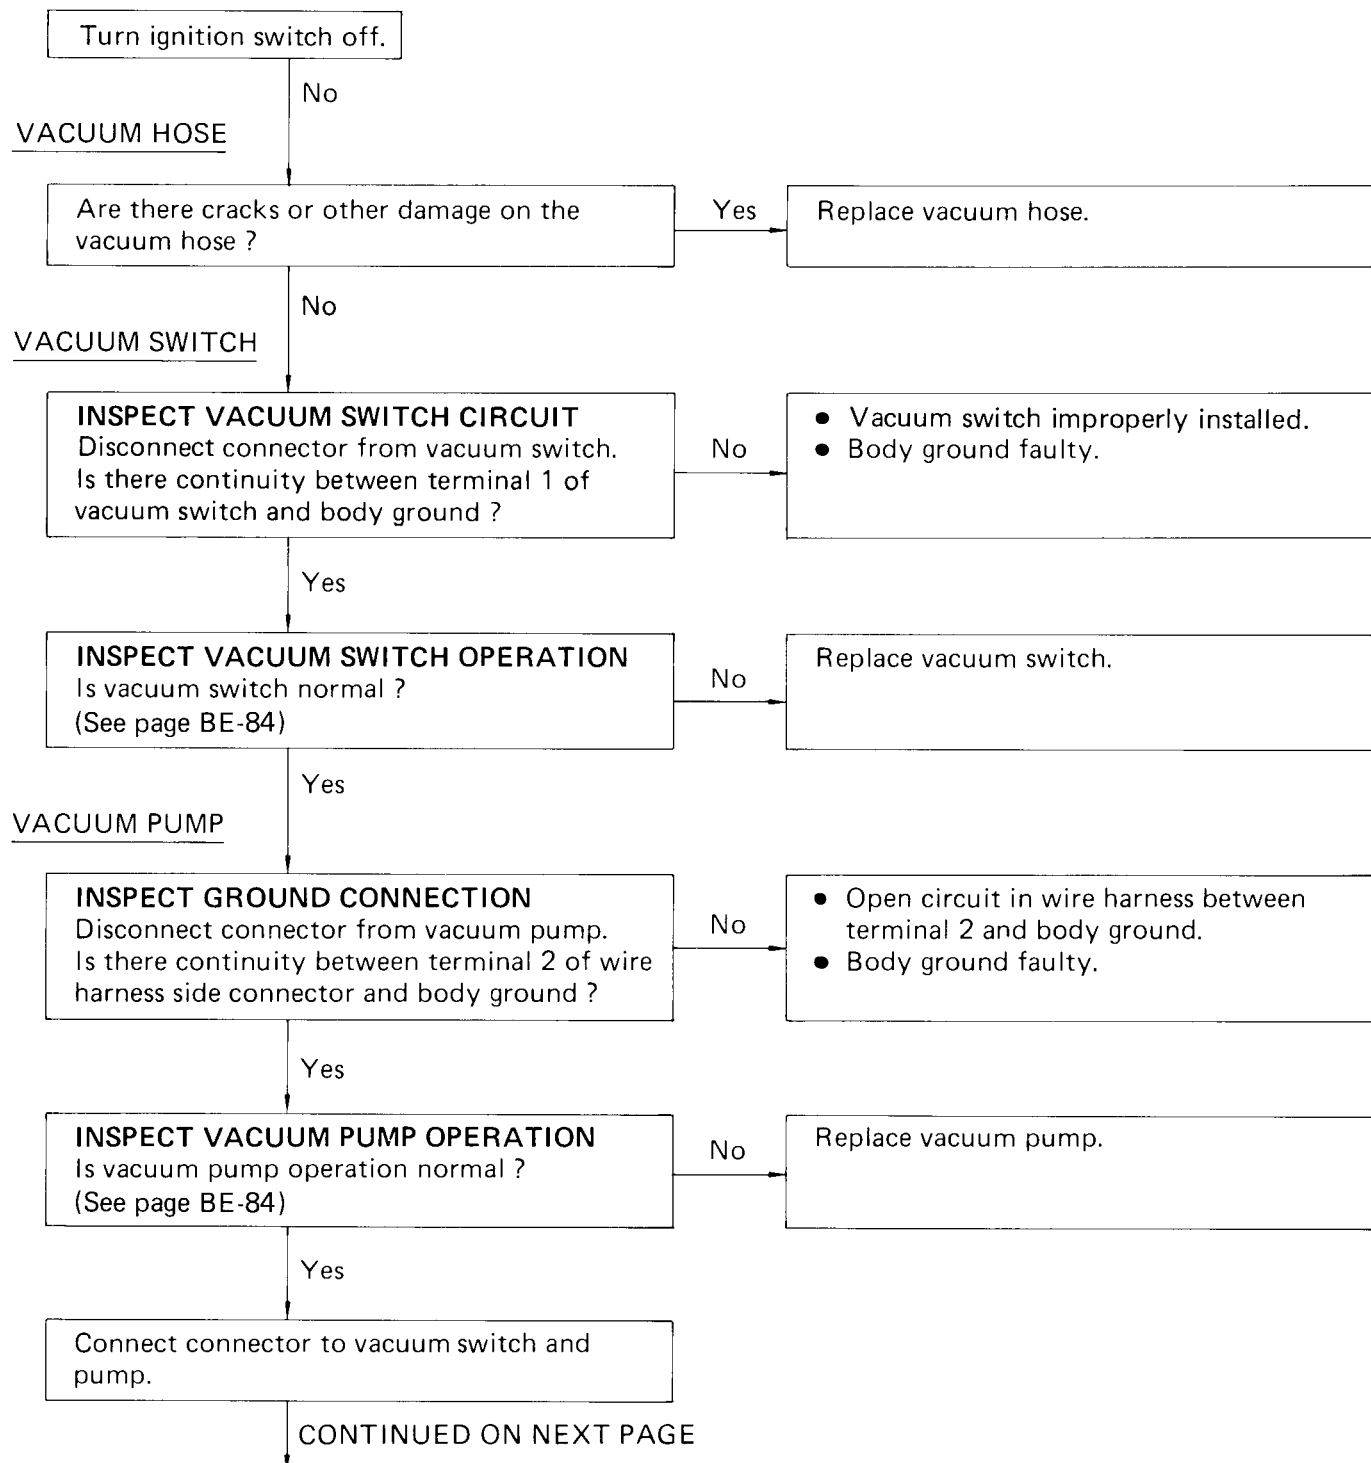 Turn ignition switch off.
No
VACUUM HOSE
Are there cracks or other damage on the
vacuum hose ?
Yes
Replace vacuum hose.
No
VACUUM SWITCH
INSPECT VACUUM SWITCH CIRCUIT
Disconnect connector from vacuum switch.
Is there continuity between terminal 1 of
vacuum switch and body ground ?
No
● Vacuum switch improperly installed.
● Body ground faulty.
Yes
INSPECT VACUUM SWITCH OPERATION
Is vacuum switch normal ?
(See page BE-84)
No
Replace vacuum switch.
Yes
VACUUM PUMP
INSPECT GROUND CONNECTION
Disconnect connector from vacuum pump.
Is there continuity between terminal 2 of wire
harness side connector and body ground ?
No
● Open circuit in wire harness between
terminal 2 and body ground.
● Body ground faulty.
Yes
INSPECT VACUUM PUMP OPERATION
Is vacuum pump operation normal ?
(See page BE-84)
No
Replace vacuum pump.
Yes
Connect connector to vacuum switch and
pump.
CONTINUED ON NEXT PAGE